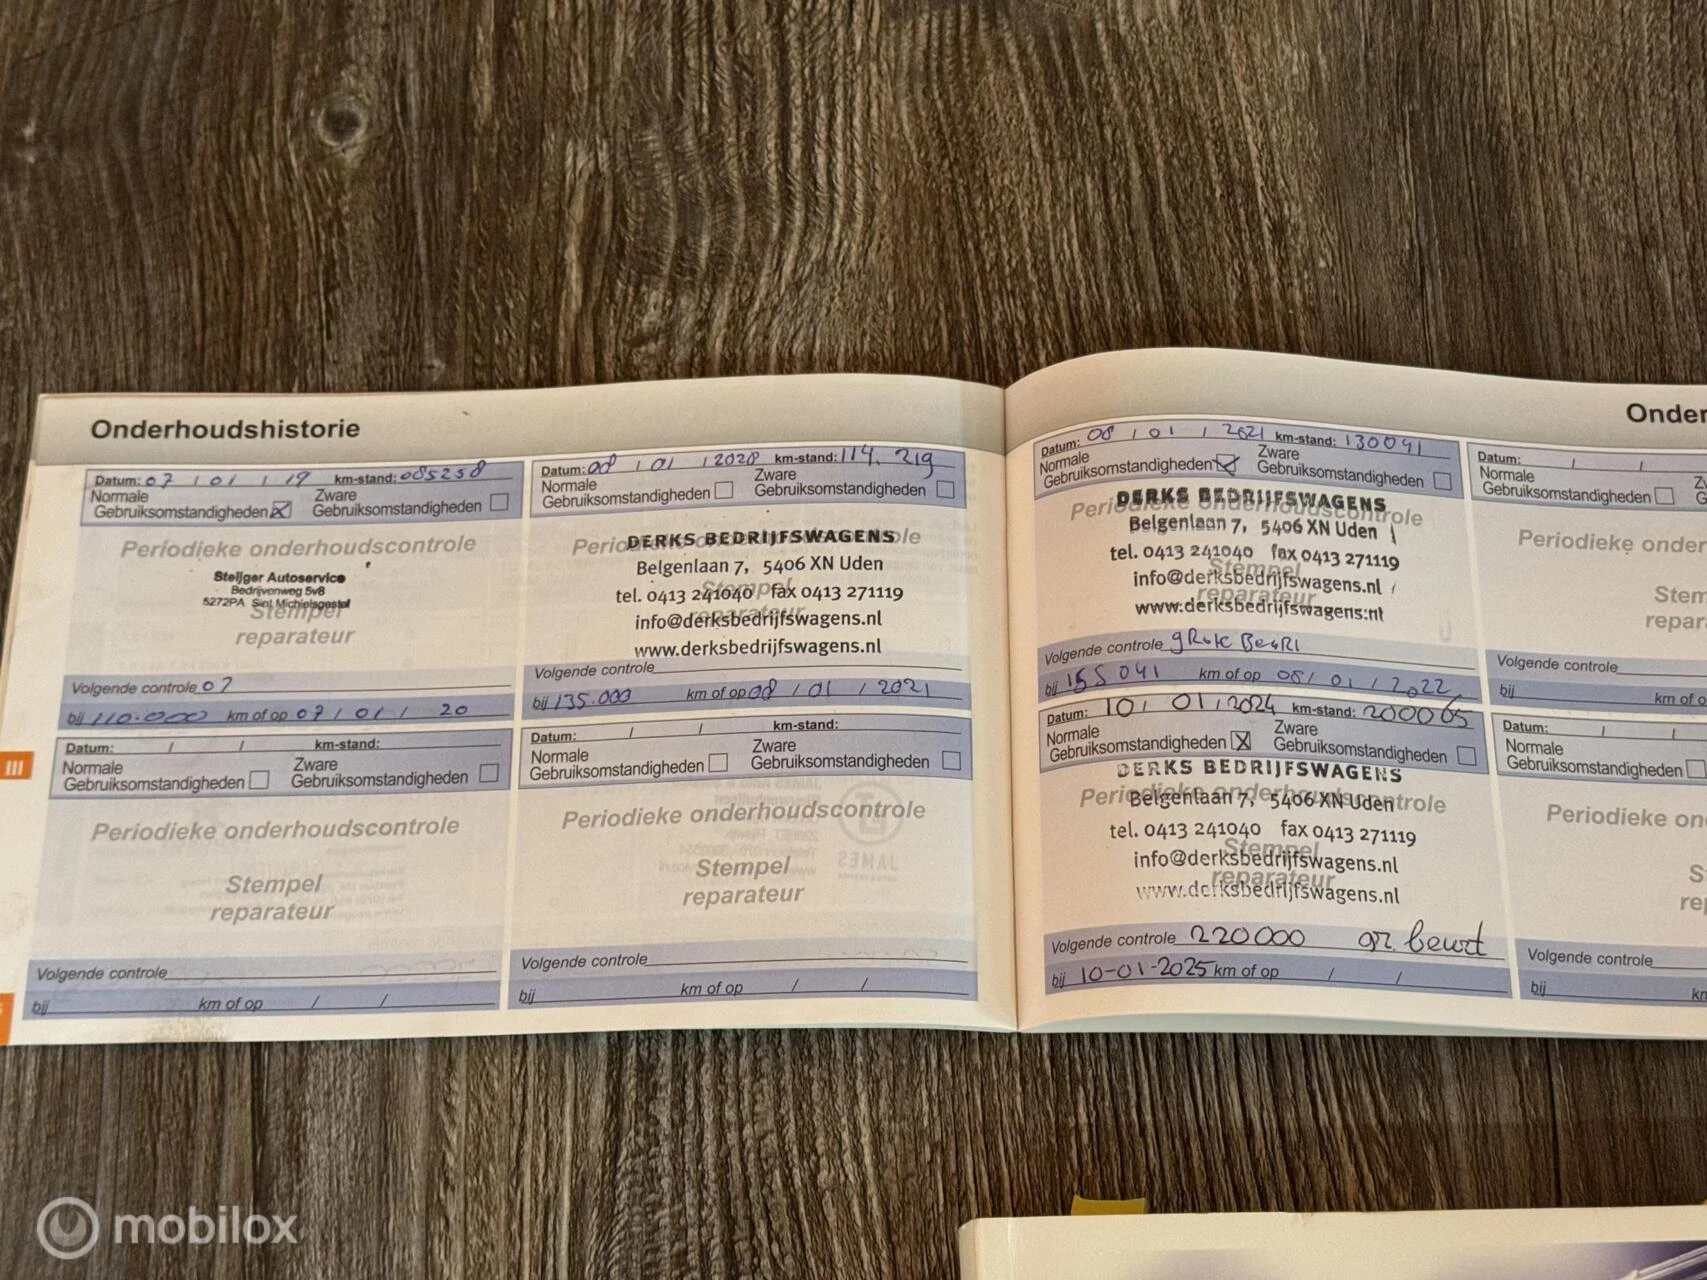 Onderhoudshistorie
Datum: 07 / 01 / 19 km-stand: 085258
Normale Gebruiksomstandigheden Zware Gebruiksomstandigheden
Periodieke onderhoudscontrole
Steijger Autoservice
Bedrijvenweg 5v8
5272PA Sint Michielsgestel
Stempel
reparateur
Volgende controle 07
bij 110.000 km of op 07 / 01 / 20
III
Datum: / / km-stand:
Normale Gebruiksomstandigheden Zware Gebruiksomstandigheden
Periodieke onderhoudscontrole
Stempel
reparateur
Volgende controle
bij km of op / /
Datum: 08 / 01 / 2020 km-stand: 114.219
Normale Gebruiksomstandigheden Zware Gebruiksomstandigheden
DERKS BEDRIJFSWAGENS
Belgenlaan 7, 5406 XN Uden
tel. 0413 241040 fax 0413 271119
info@derksbedrijfswagens.nl
www.derksbedrijfswagens.nl
Volgende controle
bij 135.000 km of op 08 / 01 / 2021
Datum: / / km-stand:
Normale Gebruiksomstandigheden Zware Gebruiksomstandigheden
Periodieke onderhoudscontrole
Stempel
reparateur
Volgende controle
bij km of op / /
Onder
Datum: 08 / 01 / 2021 km-stand: 130041
Normale Gebruiksomstandigheden Zware Gebruiksomstandigheden
DERKS BEDRIJFSWAGENS
Belgenlaan 7, 5406 XN Uden
tel. 0413 241040 fax 0413 271119
info@derksbedrijfswagens.nl
www.derksbedrijfswagens.nl
Volgende controle
bij 155041 km of op 08 / 01 / 2022
Datum: 10 / 01 / 2024 km-stand: 200065
Normale Gebruiksomstandigheden Zware Gebruiksomstandigheden
DERKS BEDRIJFSWAGENS
Belgenlaan 7, 5406 XN Uden
tel. 0413 241040 fax 0413 271119
info@derksbedrijfswagens.nl
www.derksbedrijfswagens.nl
Volgende controle 220000 gr. beurt
bij 10-01-2025 km of op / /
Datum: / /
Normale Gebruiksomstandigheden
Periodieke onder
Stem
repar
Volgende controle
bij km of o
Datum: / /
Normale Gebruiksomstandigheden
Periodieke on
S
re
Volgende controle
bij km
mobilox